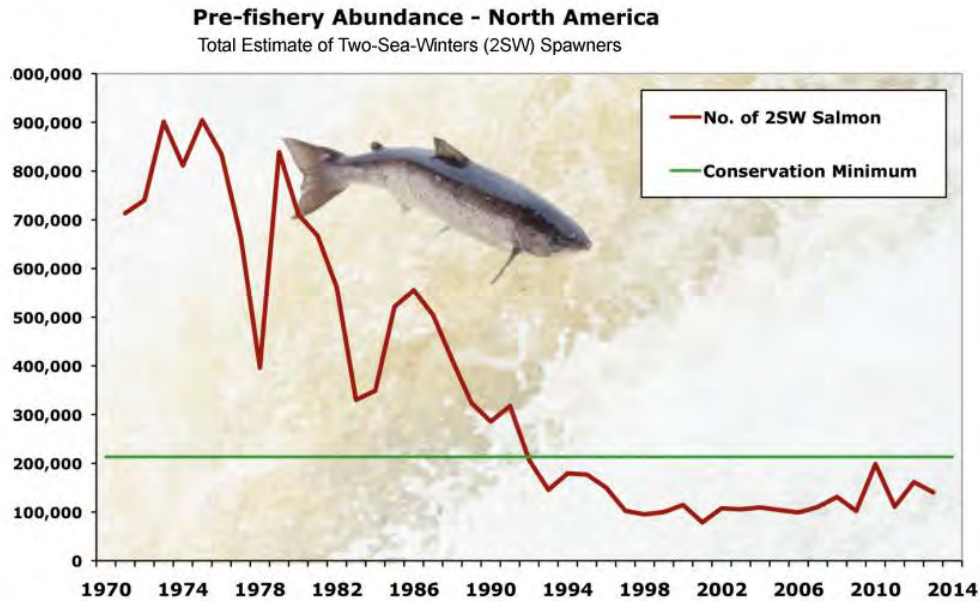 Pre-fishery Abundance - North America
Total Estimate of Two-Sea-Winters (2SW) Spawners
.000,000
900,000
800,000
700,000
600,000
500,000
400,000
300,000
200,000
100,000
0
No. of 2SW Salmon
Conservation Minimum
1970 1974 1978 1982 1986 1990 1994 1998 2002 2006 2010 2014